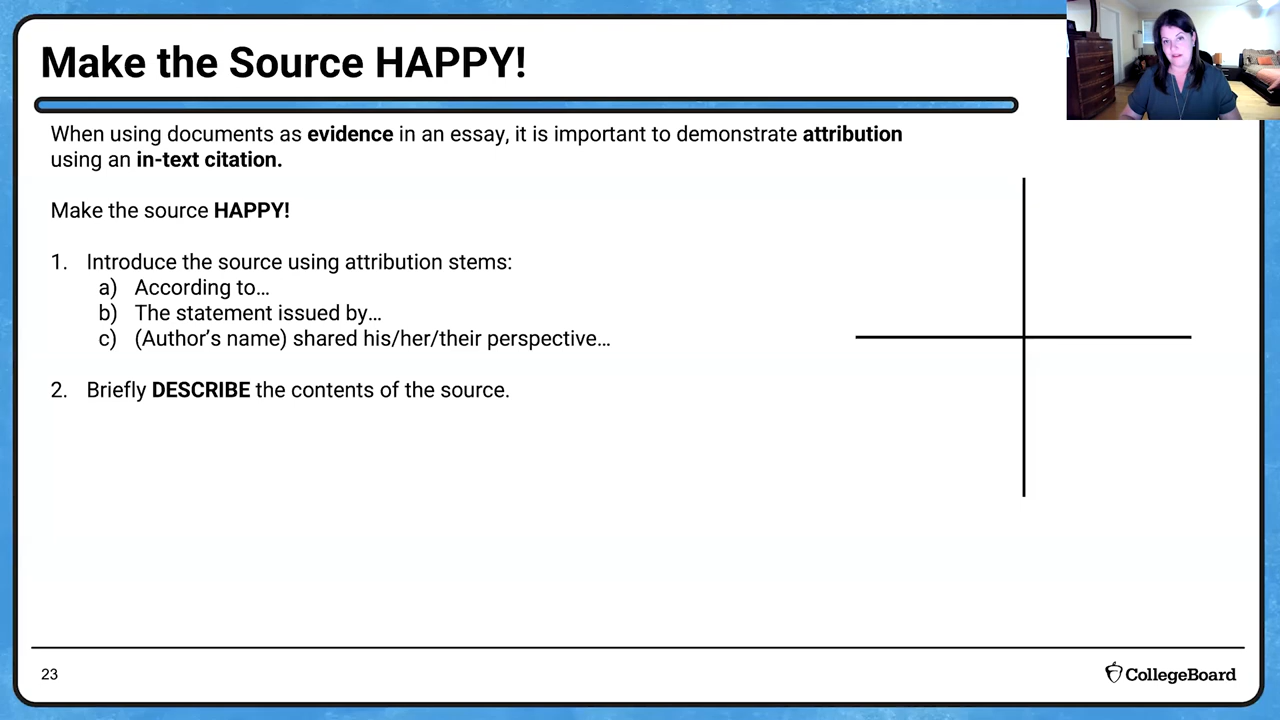 Make the Source HAPPY!
When using documents as evidence in an essay, it is important to demonstrate attribution
using an in-text citation.
Make the source HAPPY!
1. Introduce the source using attribution stems:
a) According to…
b) The statement issued by…
c) (Author’s name) shared his/her/their perspective…
2. Briefly DESCRIBE the contents of the source.
23
CollegeBoard